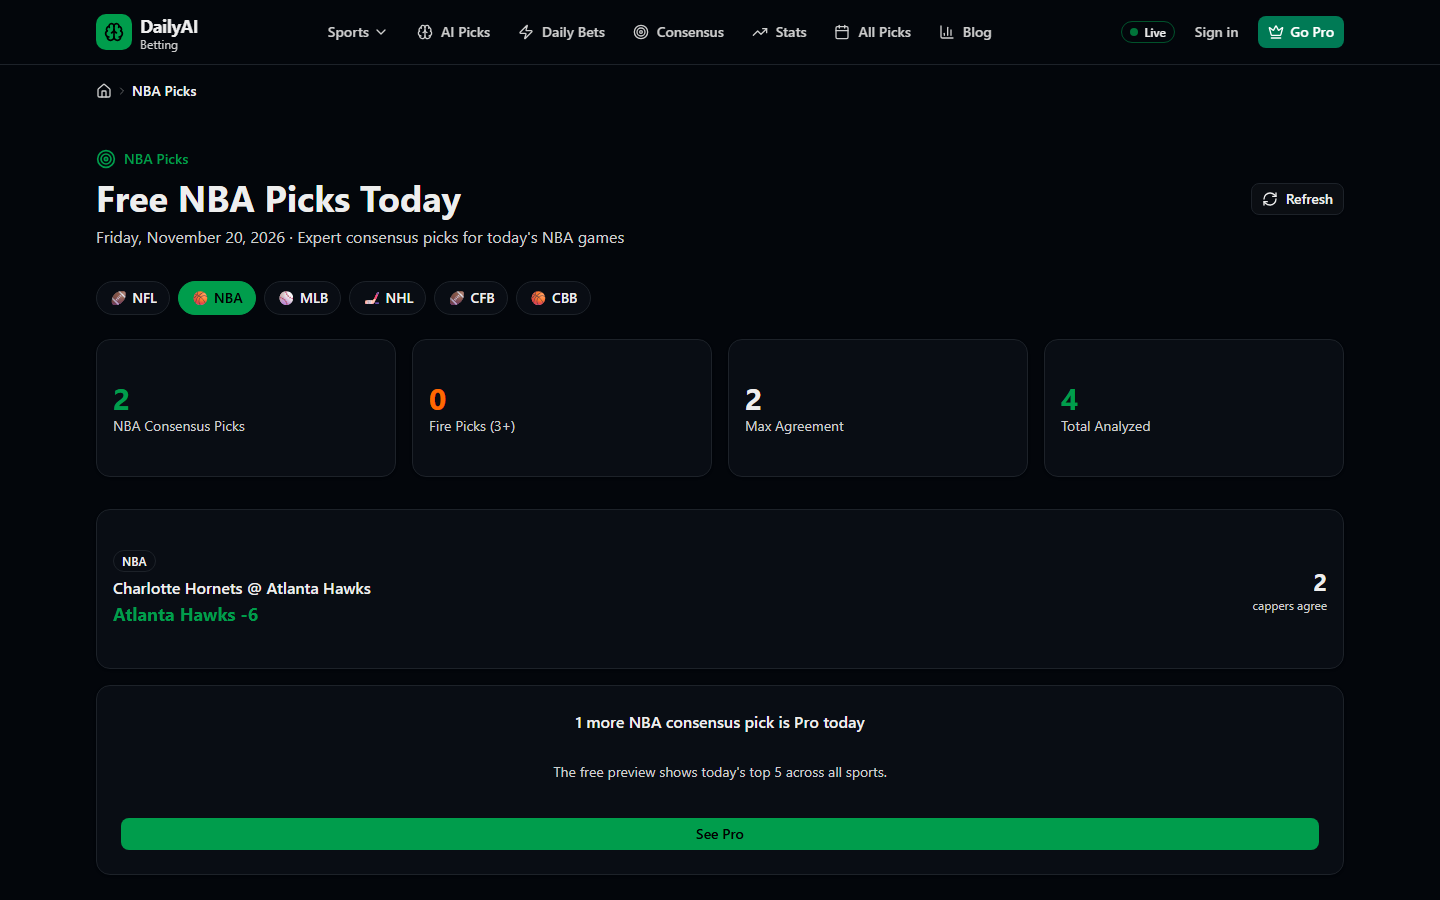 DailyAI
Betting
Sports
AI Picks
Daily Bets
Consensus
Stats
All Picks
Blog
Live
Sign in
Go Pro
NBA Picks
NBA Picks
Free NBA Picks Today
Refresh
Friday, November 20, 2026 · Expert consensus picks for today's NBA games
NFL
NBA
MLB
NHL
CFB
CBB
2
NBA Consensus Picks
0
Fire Picks (3+)
2
Max Agreement
4
Total Analyzed
NBA
Charlotte Hornets @ Atlanta Hawks
Atlanta Hawks -6
2
cappers agree
1 more NBA consensus pick is Pro today
The free preview shows today's top 5 across all sports.
See Pro